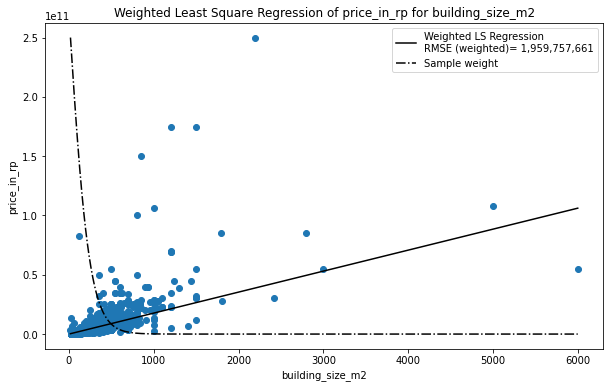 Weighted Least Square Regression of price_in_rp for building_size_m2
1e11
Weighted LS Regression
RMSE (weighted)= 1,959,757,661
Sample weight
2.5
2.0
1.5
1.0
0.5
0.0
price_in_rp
0 1000 2000 3000 4000 5000 6000
building_size_m2